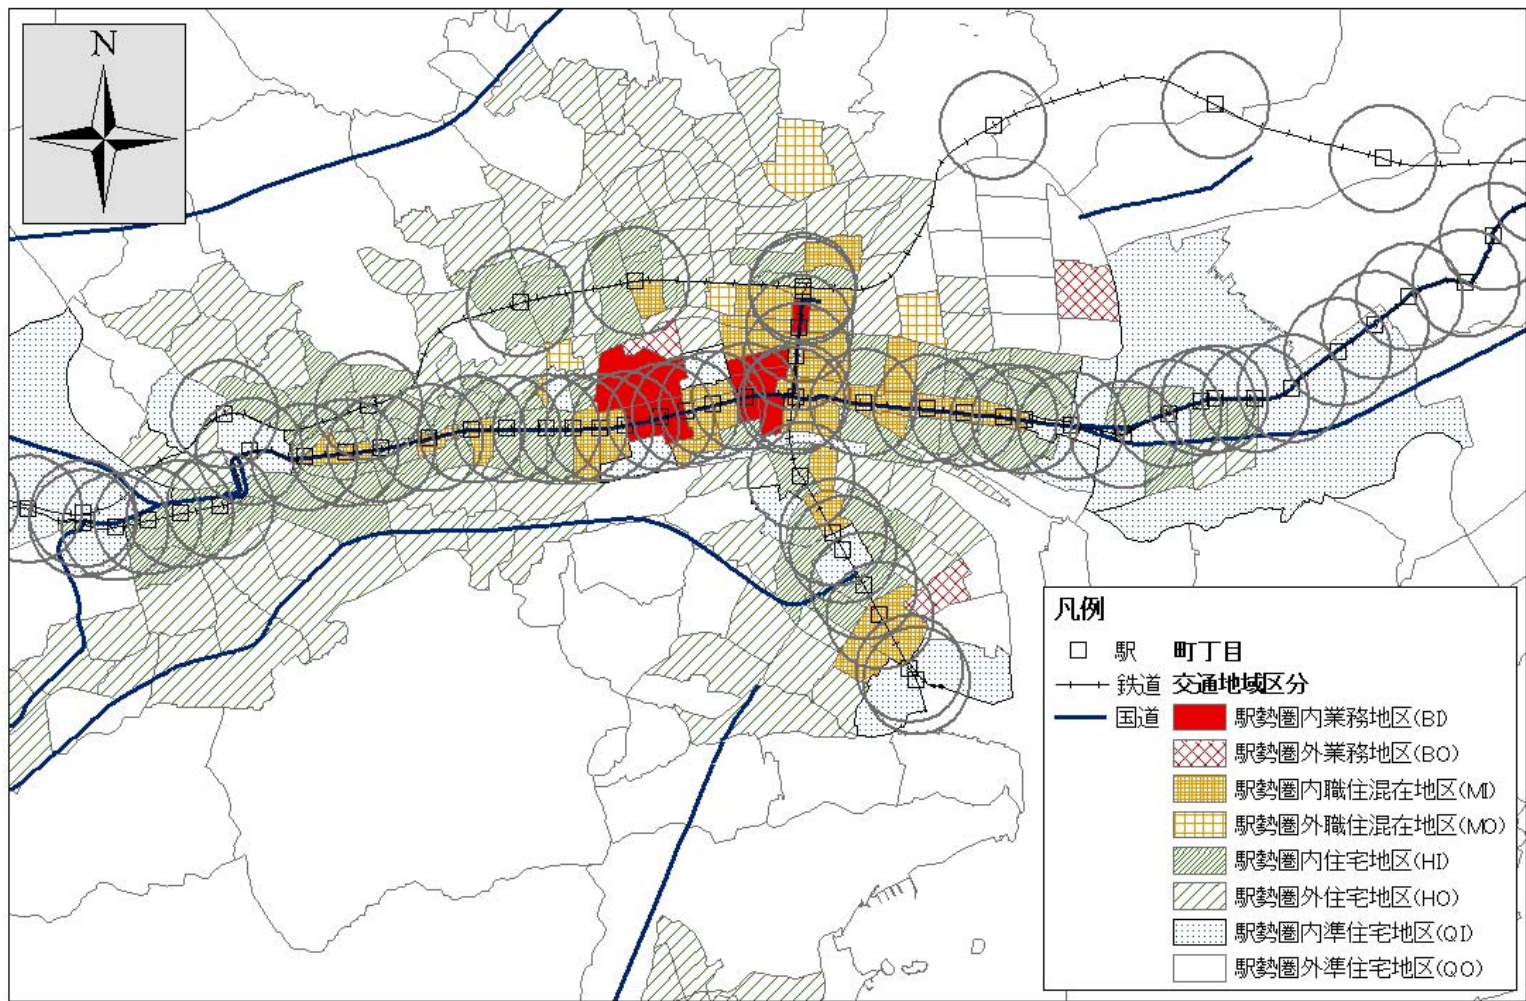 N
凡例
駅 町丁目
鉄道 交通地域区分
国道 駅勢圏内業務地区(BI)
駅勢圏外業務地区(BO)
駅勢圏内職住混在地区(MI)
駅勢圏外職住混在地区(MO)
駅勢圏内住宅地区(HI)
駅勢圏外住宅地区(HO)
駅勢圏内準住宅地区(QI)
駅勢圏外準住宅地区(QO)